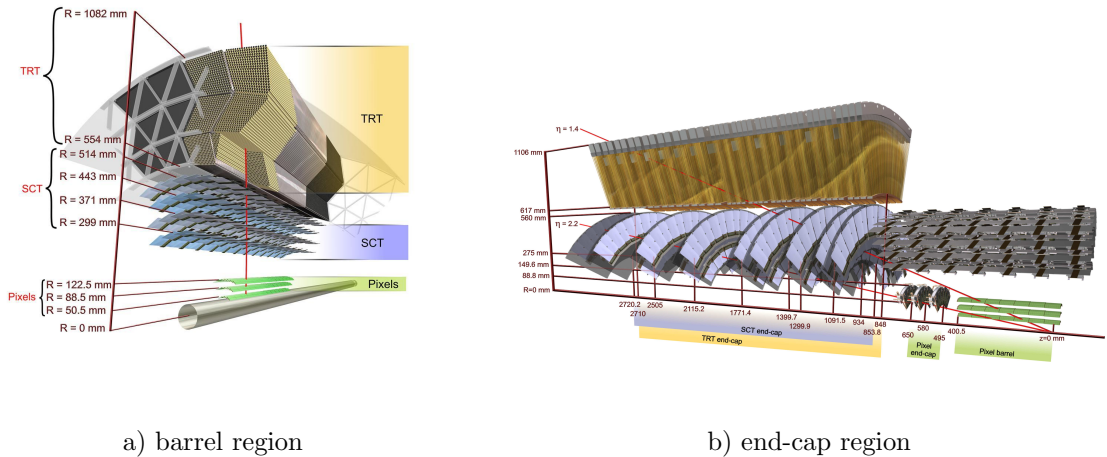 R = 1082 mm
TRT
R = 554 mm
R = 514 mm
R = 443 mm
SCT
R = 371 mm
R = 299 mm
R = 122.5 mm
Pixels
R = 88.5 mm
R = 50.5 mm
R = 0 mm
TRT
SCT
Pixels
a) barrel region
η = 1.4
1106 mm
617 mm
560 mm
η = 2.2
275 mm
149.6 mm
88.8 mm
R=0 mm
2720.2
2710
2505
2115.2
1771.4
1399.7
1299.9
1091.5
934
853.8
848
650
580
495
400.5
z=0 mm
SCT end-cap
TRT end-cap
Pixel
end-cap
Pixel barrel
b) end-cap region